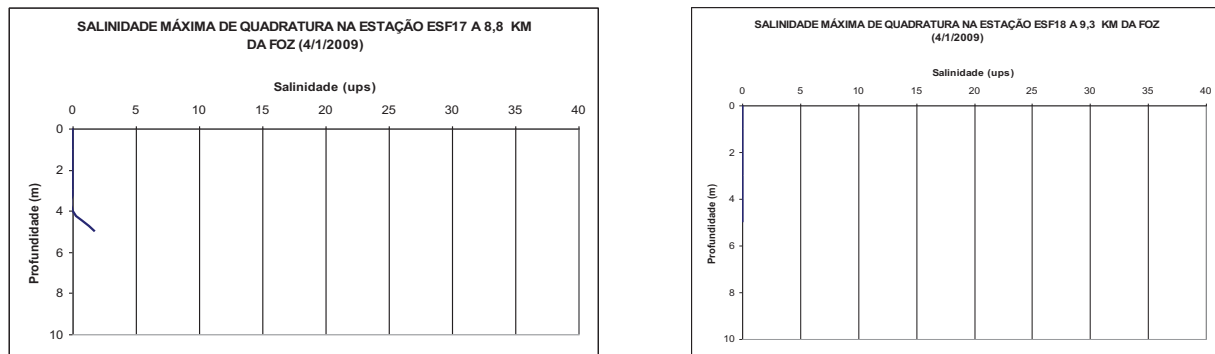 SALINIDADE MÁXIMA DE QUADRATURA NA ESTAÇÃO ESF17 A 8,8 KM
DA FOZ (4/1/2009)
Salinidade (ups)
0 5 10 15 20 25 30 35 40
0
2
4
6
8
10
Profundidade (m)
SALINIDADE MÁXIMA DE QUADRATURA NA ESTAÇÃO ESF18 A 9,3 KM DA FOZ
(4/1/2009)
Salinidade (ups)
0 5 10 15 20 25 30 35 40
0
2
4
6
8
10
Profundidade (m)